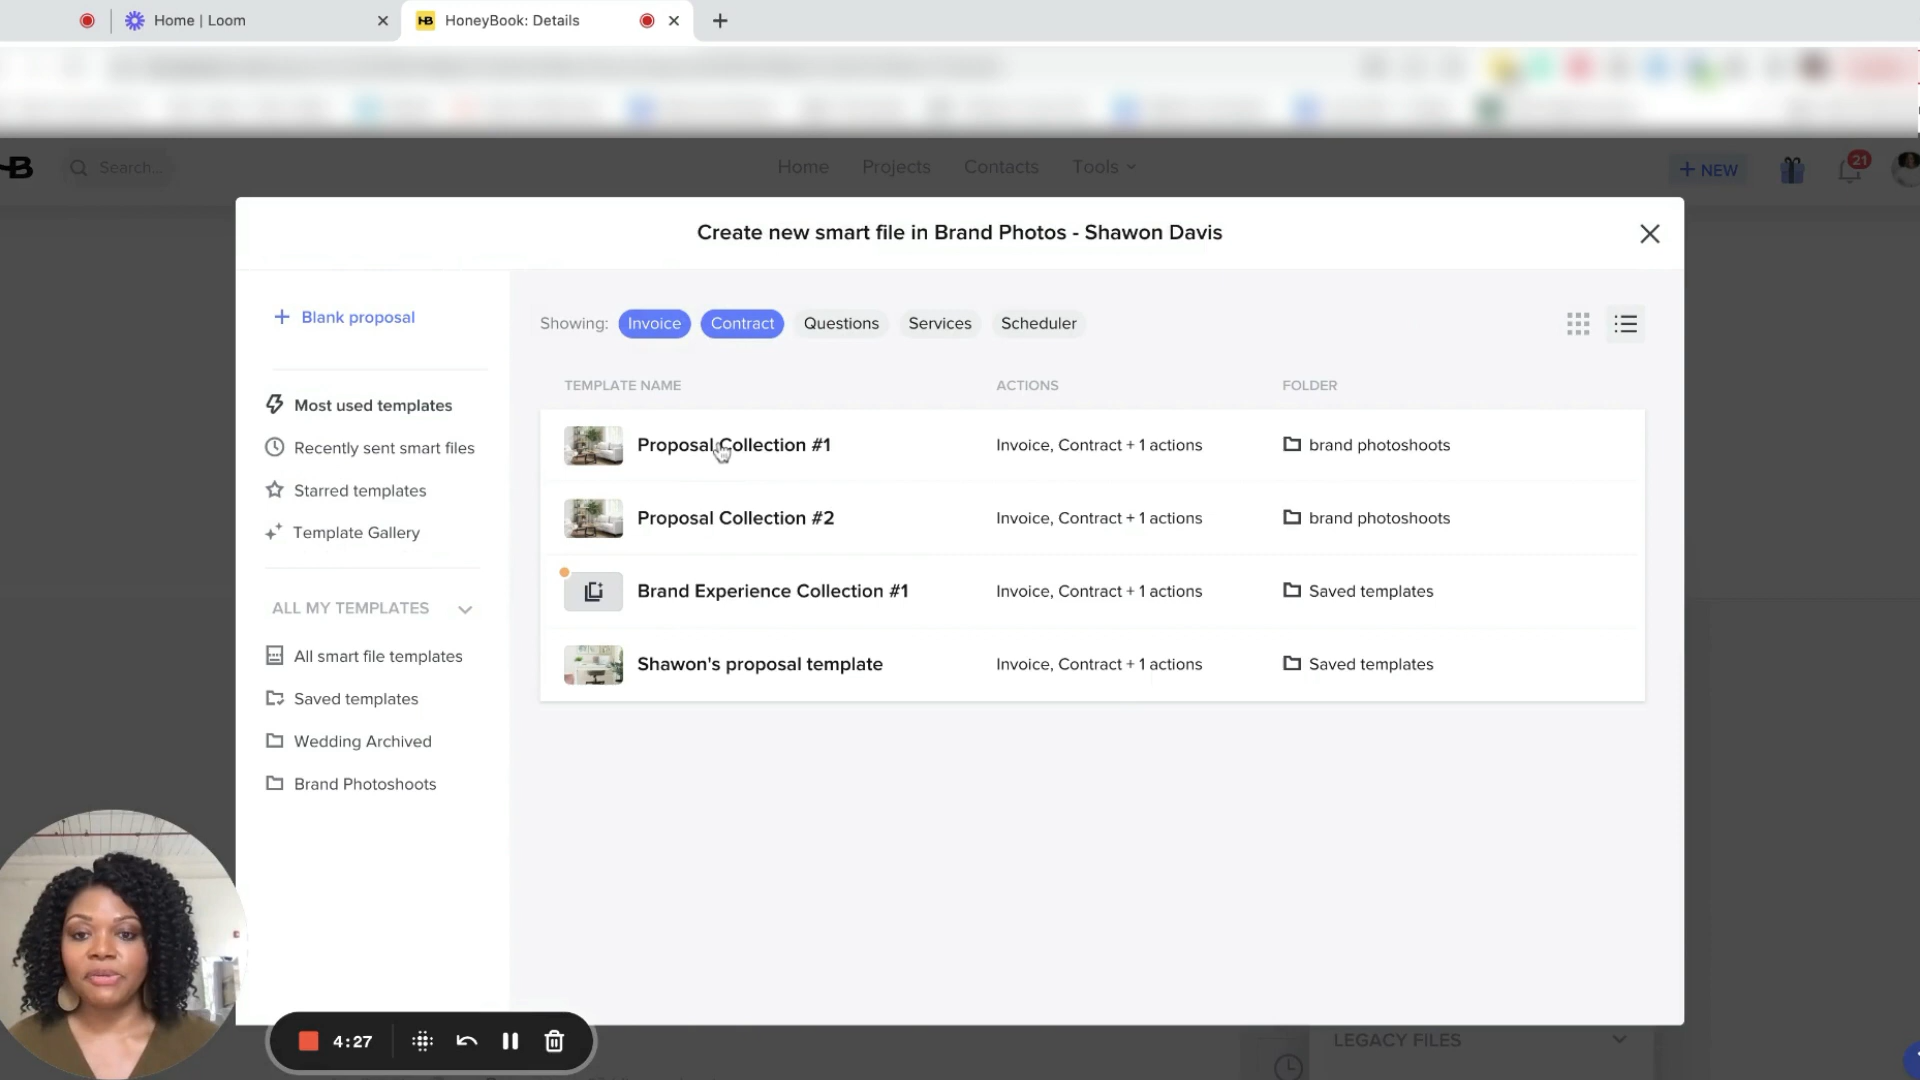 Home | Loom
HB HoneyBook: Details
Search...
Home Projects Contacts Tools
+ NEW
21
Create new smart file in Brand Photos - Shawon Davis
+ Blank proposal
Showing: Invoice Contract Questions Services Scheduler
TEMPLATE NAME ACTIONS FOLDER
Most used templates
Recently sent smart files
Starred templates
Template Gallery
Proposal Collection #1 Invoice, Contract + 1 actions brand photoshoots
Proposal Collection #2 Invoice, Contract + 1 actions brand photoshoots
Brand Experience Collection #1 Invoice, Contract + 1 actions Saved templates
Shawon's proposal template Invoice, Contract + 1 actions Saved templates
ALL MY TEMPLATES
All smart file templates
Saved templates
Wedding Archived
Brand Photoshoots
4:27
LEGACY FILES